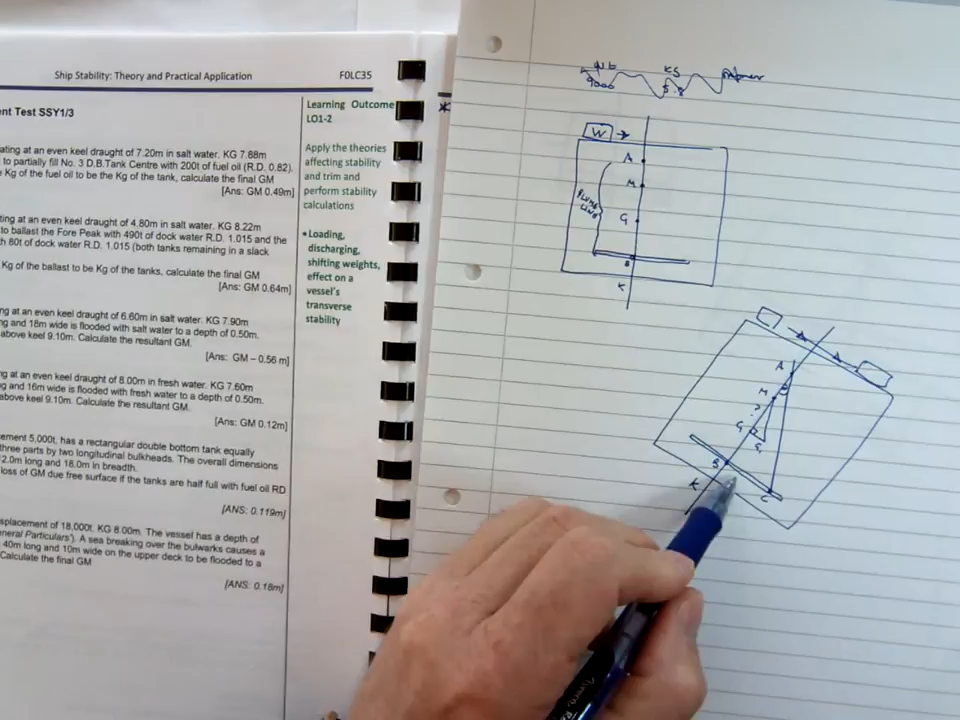 Ship Stability: Theory and Practical Application
F0LC35
nt Test SSY1/3
Learning Outcome
LO1-2
Apply the theories
affecting stability
and trim and
perform stability
calculations
• Loading,
discharging,
shifting weights,
effect on a
vessel's
transverse
stability
ating at an even keel draught of 7.20m in salt water. KG 7.68m
to partially fill No. 3 D.B.Tank Centre with 200t of fuel oil (R.D. 0.82).
Kg of the fuel oil to be the Kg of the tank, calculate the final GM
[Ans: GM 0.49m]
ting at an even keel draught of 4.80m in salt water. KG 8.22m
to ballast the Fore Peak with 490t of dock water R.D. 1.015 and the
h 80t of dock water R.D. 1.015 (both tanks remaining in a slack
Kg of the ballast to be Kg of the tanks, calculate the final GM
[Ans: GM 0.64m]
g at an even keel draught of 6.60m in salt water. KG 7.90m
ng and 18m wide is flooded with salt water to a depth of 0.50m.
above keel 9.10m. Calculate the resultant GM.
[Ans: GM – 0.56 m]
ng at an even keel draught of 8.00m in fresh water. KG 7.60m
ng and 16m wide is flooded with fresh water to a depth of 0.50m.
above keel 9.10m. Calculate the resultant GM.
[Ans: GM 0.12m]
ement 5,000t, has a rectangular double bottom tank equally
three parts by two longitudinal bulkheads. The overall dimensions
2.0m long and 18.0m in breadth.
loss of GM due free surface if the tanks are half full with fuel oil RD
[ANS: 0.119m]
splacement of 18,000t. KG 8.00m. The vessel has a depth of
eneral Particulars'). A sea breaking over the bulwarks causes a
40m long and 10m wide on the upper deck to be flooded to a
Calculate the final GM
[ANS: 0.18m]
*
9000
KG
5.8
W
A
M
G
B
K
A
M
?
G
G₁
B
C
K